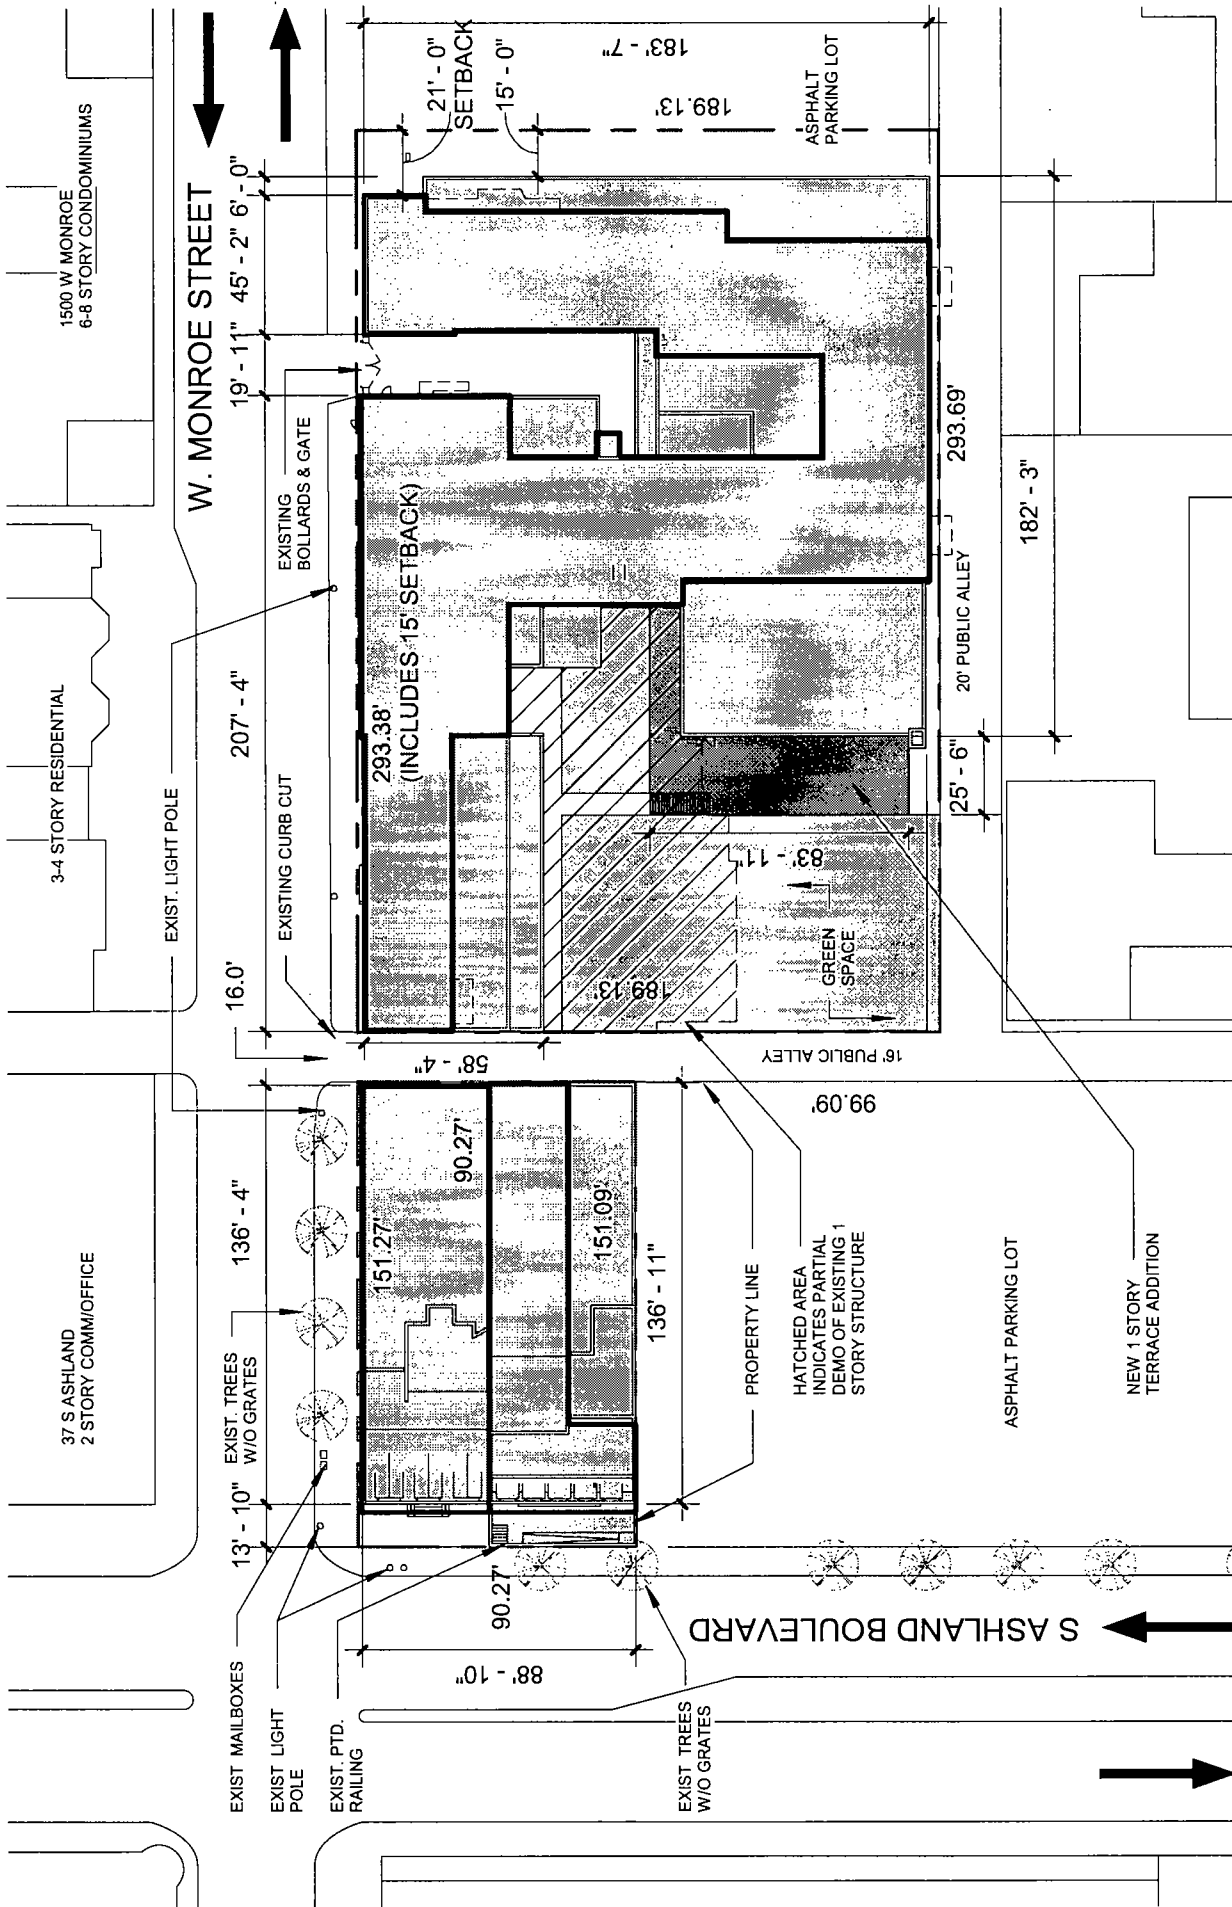 37 S ASHLAND
2 STORY COMM/OFFICE
3-4 STORY RESIDENTIAL
1500 W MONROE
6-8 STORY CONDOMINIUMS
EXIST. LIGHT POLE
W. MONROE STREET
EXIST. TREES
W/O GRATES
EXISTING CURB CUT
EXISTING
BOLLARDS & GATE
13' - 10"
136' - 4"
16.0'
207' - 4"
19' - 11"
45' - 2"
6' - 0"
EXIST MAILBOXES
EXIST LIGHT
POLE
EXIST. PTD.
RAILING
151.27'
90.27'
58' - 4"
293.38'
(INCLUDES 15' SETBACK)
21' - 0"
SETBACK
15' - 0"
88' - 10"
90.27'
151.09'
136' - 11"
189.13'
183' - 7"
189.13'
EXIST TREES
W/O GRATES
S ASHLAND BOULEVARD
PROPERTY LINE
HATCHED AREA
INDICATES PARTIAL
DEMO OF EXISTING 1
STORY STRUCTURE
99.09'
16' PUBLIC ALLEY
GREEN
SPACE
83' - 11"
25' - 6"
20' PUBLIC ALLEY
293.69'
182' - 3"
ASPHALT
PARKING LOT
ASPHALT PARKING LOT
NEW 1 STORY
TERRACE ADDITION